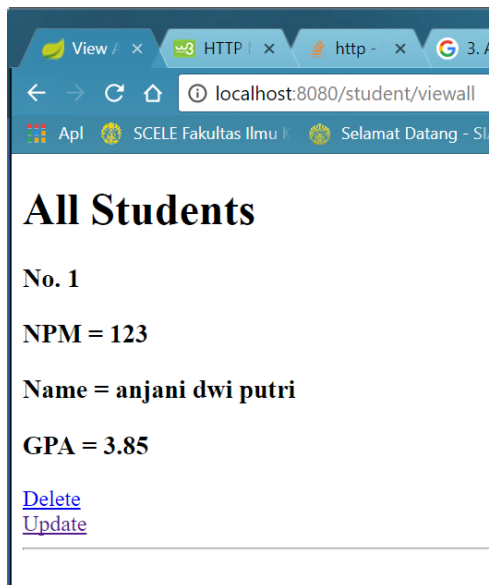 View A
HTTP
http -
3. A
localhost:8080/student/viewall
Apl SCELE Fakultas Ilmu Selamat Datang -
All Students
No. 1
NPM = 123
Name = anjani dwi putri
GPA = 3.85
Delete
Update